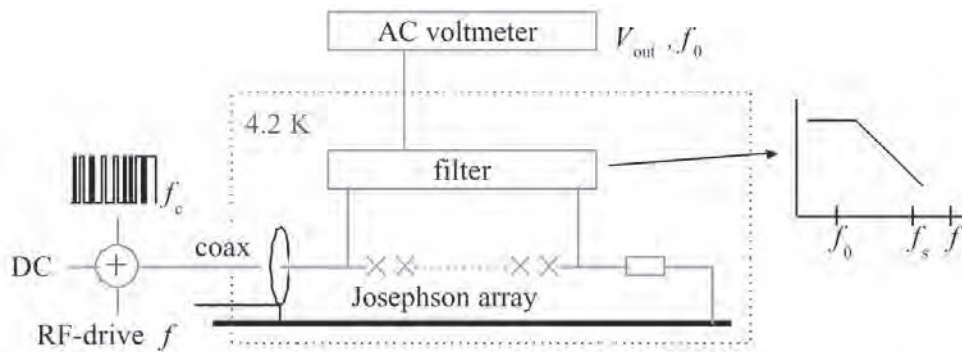 AC voltmeter
V_out , f_0
4.2 K
filter
f_c
coax
DC
+
Josephson array
RF-drive f
f_0
f_s
f